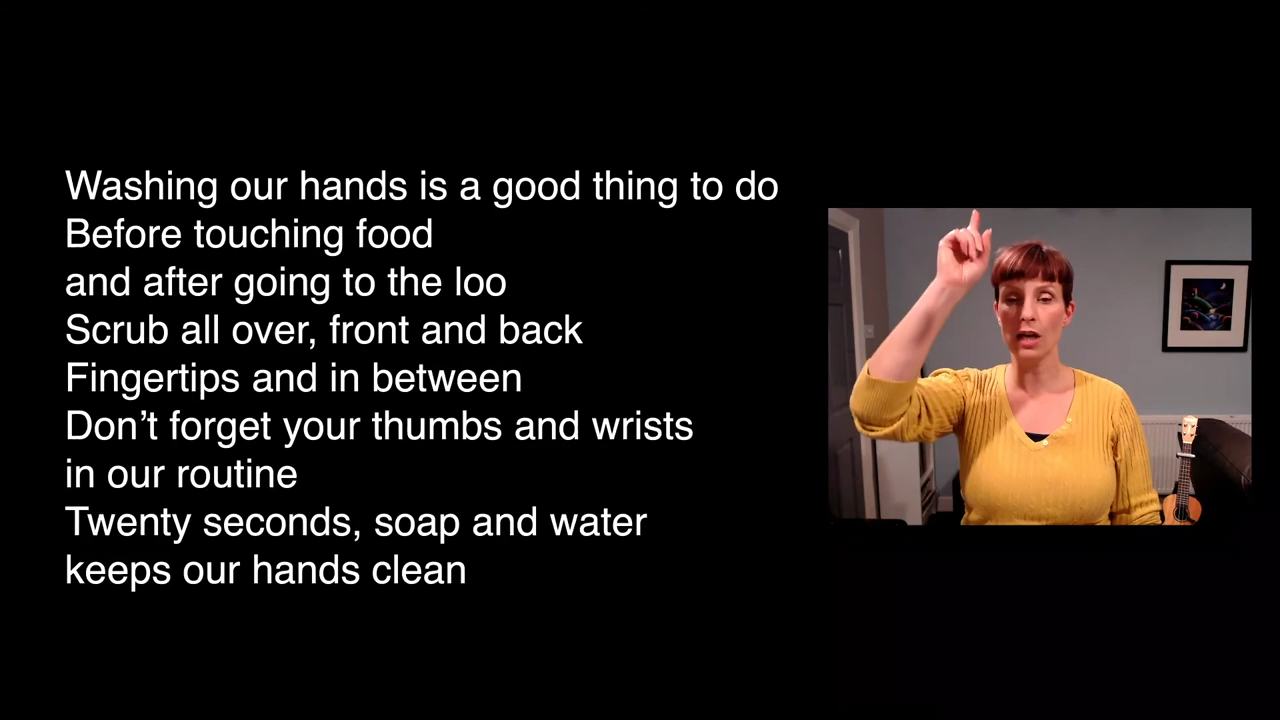 Washing our hands is a good thing to do
Before touching food
and after going to the loo
Scrub all over, front and back
Fingertips and in between
Don’t forget your thumbs and wrists
in our routine
Twenty seconds, soap and water
keeps our hands clean